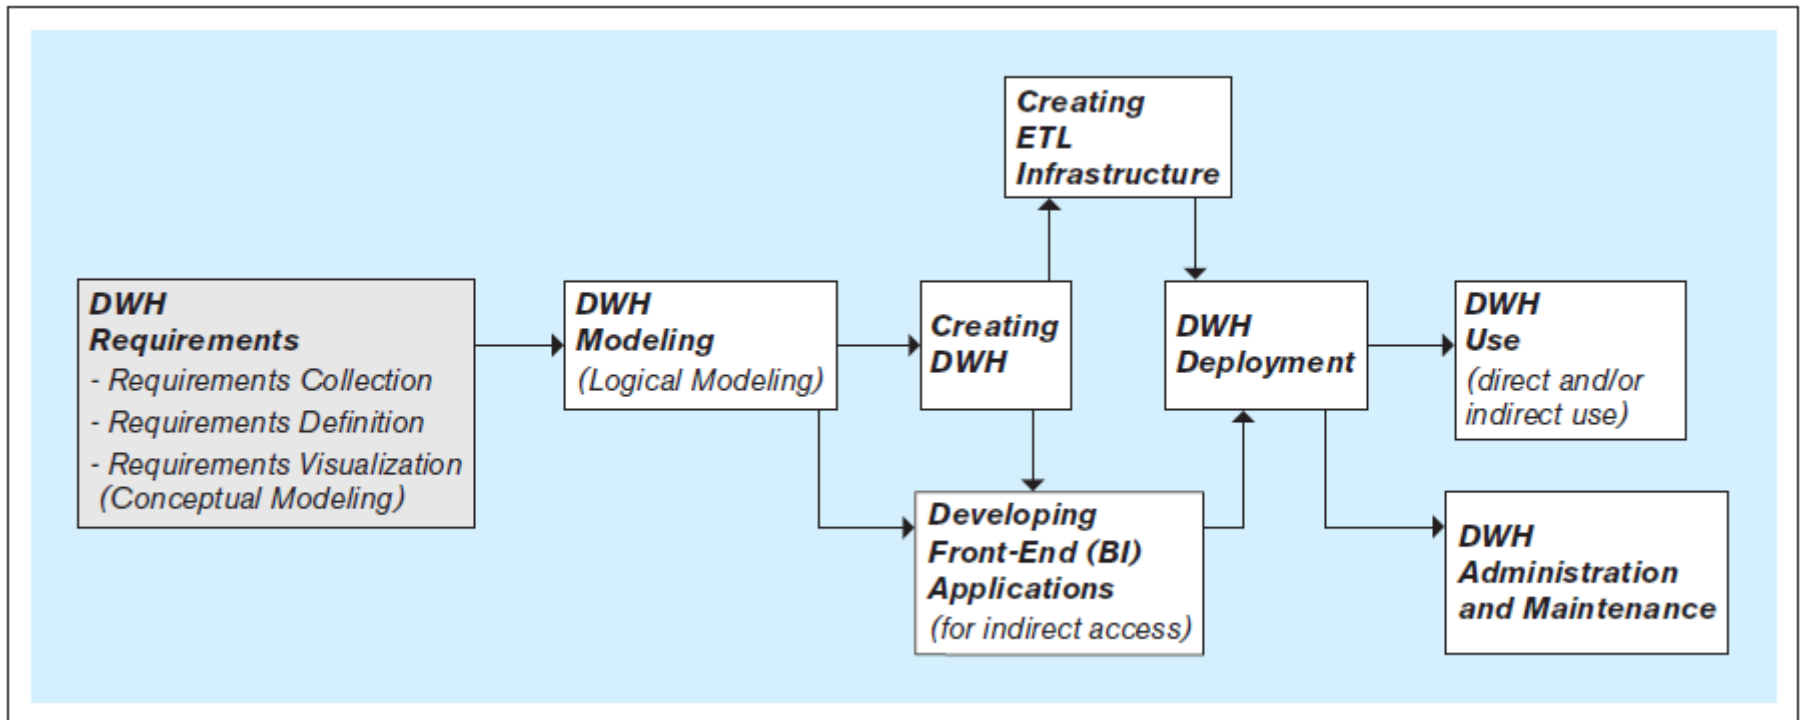 Creating
ETL
Infrastructure
DWH
Requirements
- Requirements Collection
- Requirements Definition
- Requirements Visualization
(Conceptual Modeling)
DWH
Modeling
(Logical Modeling)
Creating
DWH
DWH
Deployment
DWH
Use
(direct and/or
indirect use)
Developing
Front-End (BI)
Applications
(for indirect access)
DWH
Administration
and Maintenance